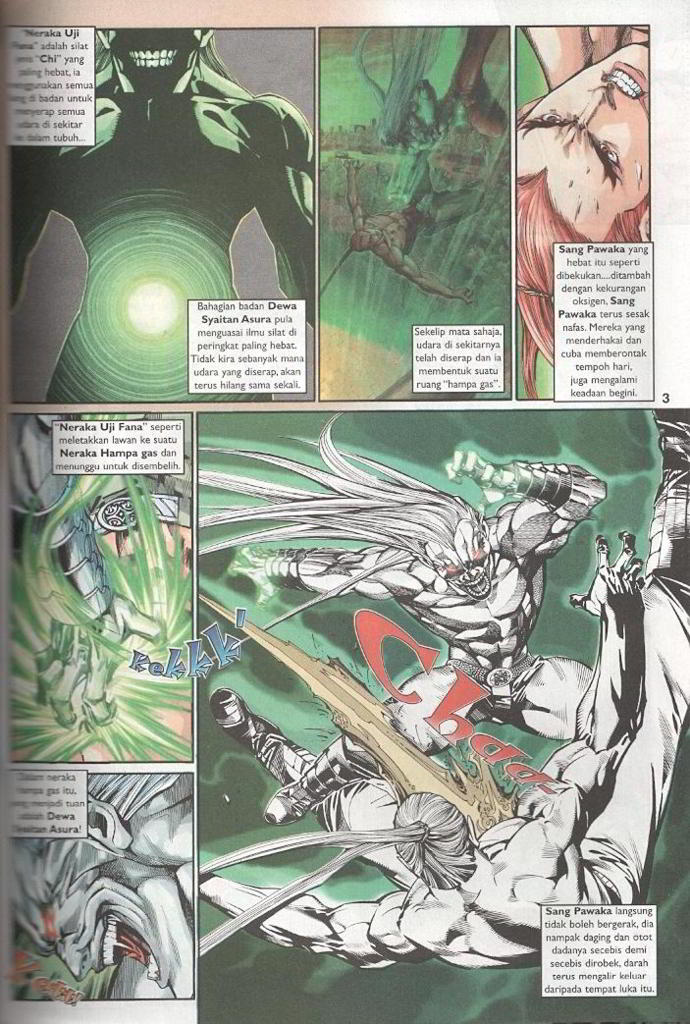 "Neraka Uji
Fana" adalah silat
"Chi" yang
paling hebat, ia
menggunakan semua
di badan untuk
menyerap semua
udara di sekitar
ke dalam tubuh...
Bahagian badan Dewa
Syaitan Asura pula
menguasai ilmu silat di
peringkat paling hebat.
Tidak kira sebanyak mana
udara yang diserap, akan
terus hilang sama sekali.
Sekelip mata sahaja,
udara di sekitarnya
telah diserap dan ia
membentuk suatu
ruang "hampa gas".
Sang Pawaka yang
hebat itu seperti
dibekukan....ditambah
dengan kekurangan
oksigen, Sang
Pawaka terus sesak
nafas. Mereka yang
menderhakai dan
cuba memberontak
tempoh hari,
juga mengalami
keadaan begini.
3
"Neraka Uji Fana" seperti
meletakkan lawan ke suatu
Neraka Hampa gas dan
menunggu untuk disembelih.
Kekkk!
Chaa-
Dalam neraka
hampa gas itu,
yang menjadi tuan
adalah Dewa
Syaitan Asura!
Sang Pawaka langsung
tidak boleh bergerak, dia
nampak daging dan otot
dadanya secebis demi
secebis dirobek, darah
terus mengalir keluar
daripada tempat luka itu.